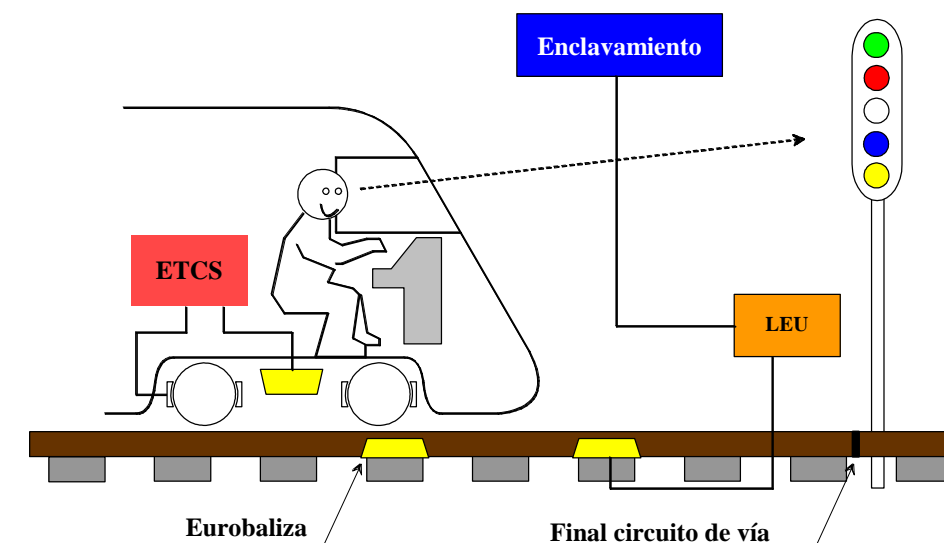 Enclavamiento
ETCS
LEU
Eurobaliza
Final circuito de vía